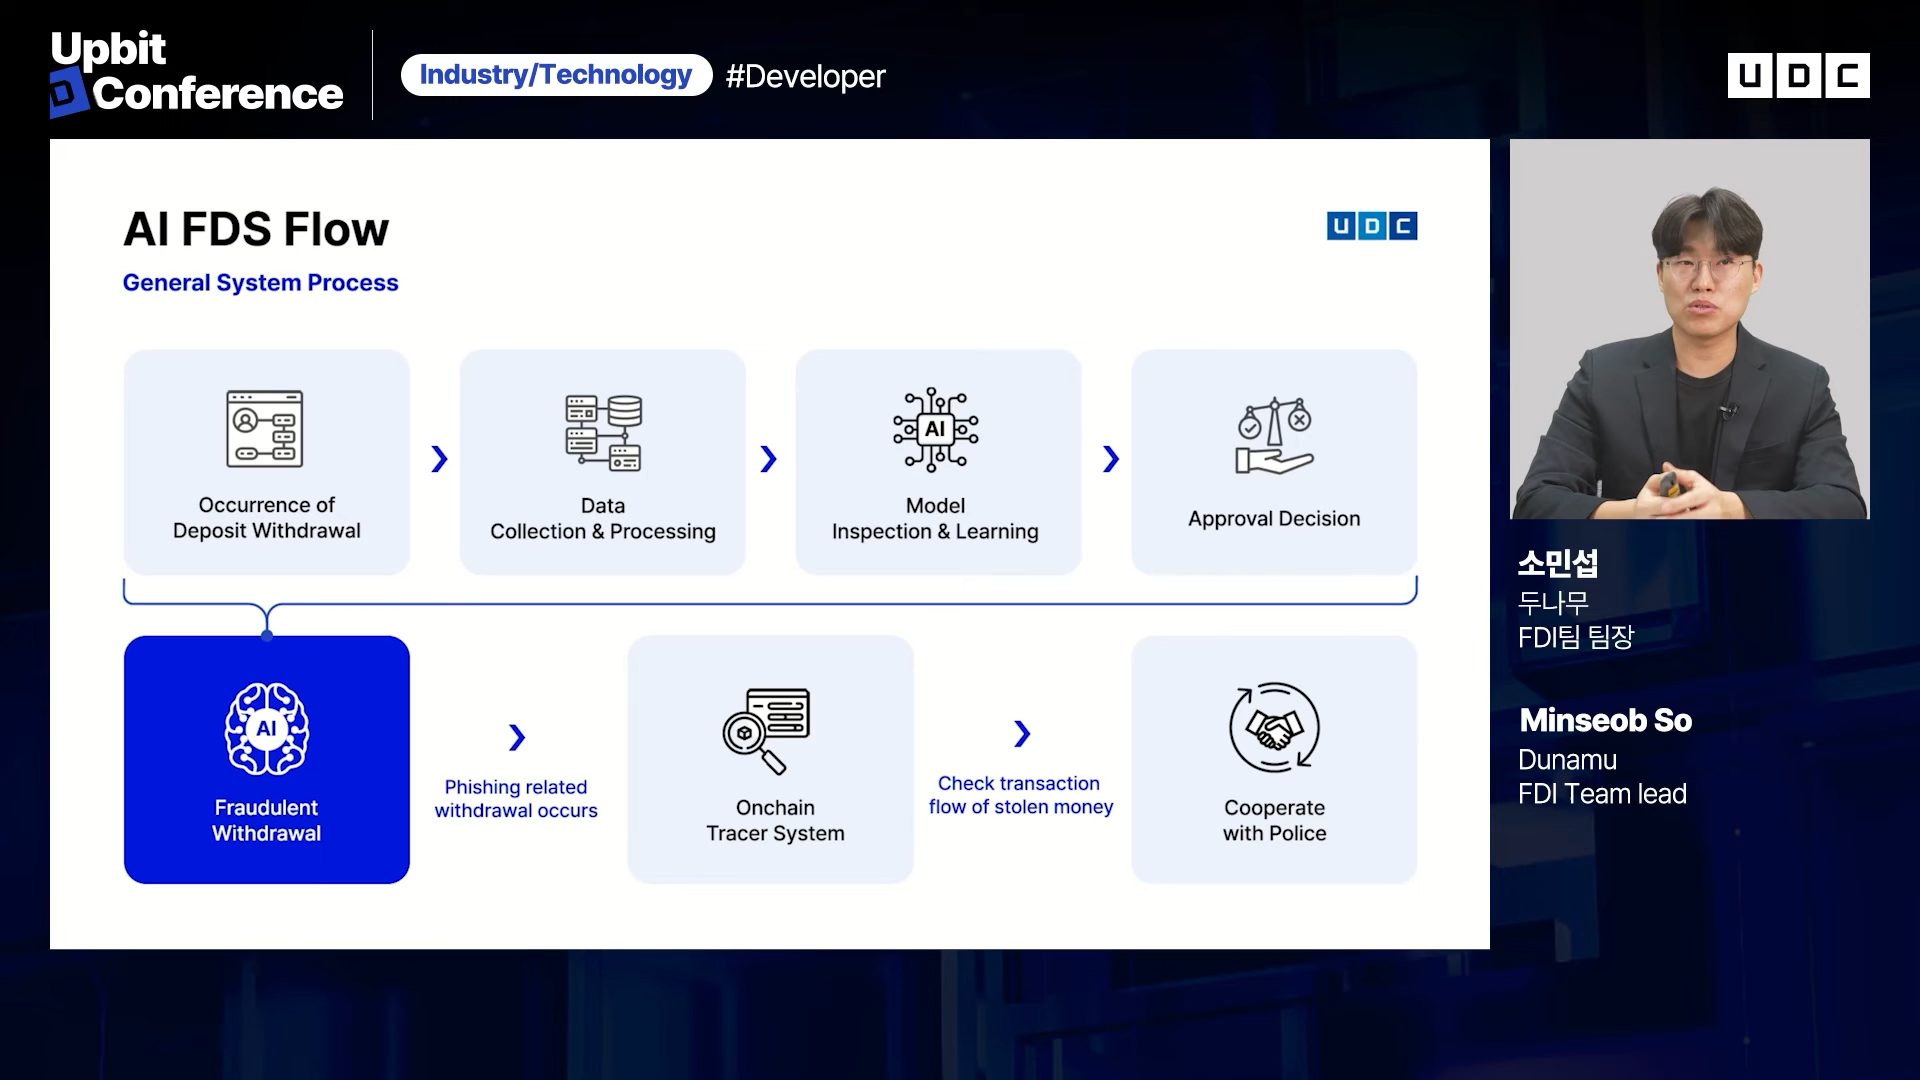 Upbit
D Conference
Industry/Technology #Developer
UDC
AI FDS Flow
UDC
General System Process
Occurrence of
Deposit Withdrawal
Data
Collection & Processing
AI
Model
Inspection & Learning
Approval Decision
AI
Fraudulent
Withdrawal
Phishing related
withdrawal occurs
Onchain
Tracer System
Check transaction
flow of stolen money
Cooperate
with Police
소민섭
두나무
FDI팀 팀장
Minseob So
Dunamu
FDI Team lead